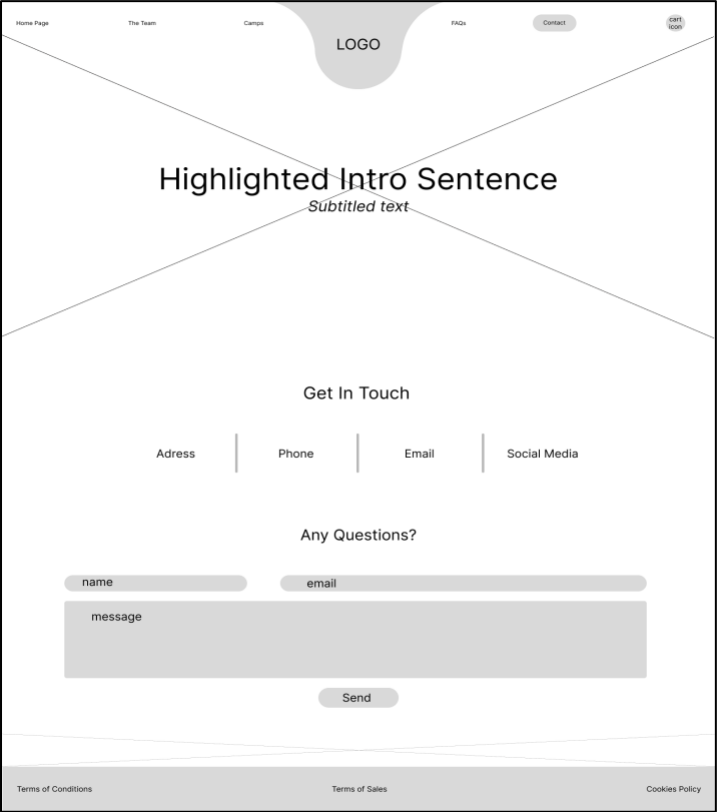 Home Page
The Team
Camps
LOGO
FAQs
Contact
cart
icon
Highlighted Intro Sentence
Subtitled text
Get In Touch
Adress
Phone
Email
Social Media
Any Questions?
name
email
message
Send
Terms of Conditions
Terms of Sales
Cookies Policy